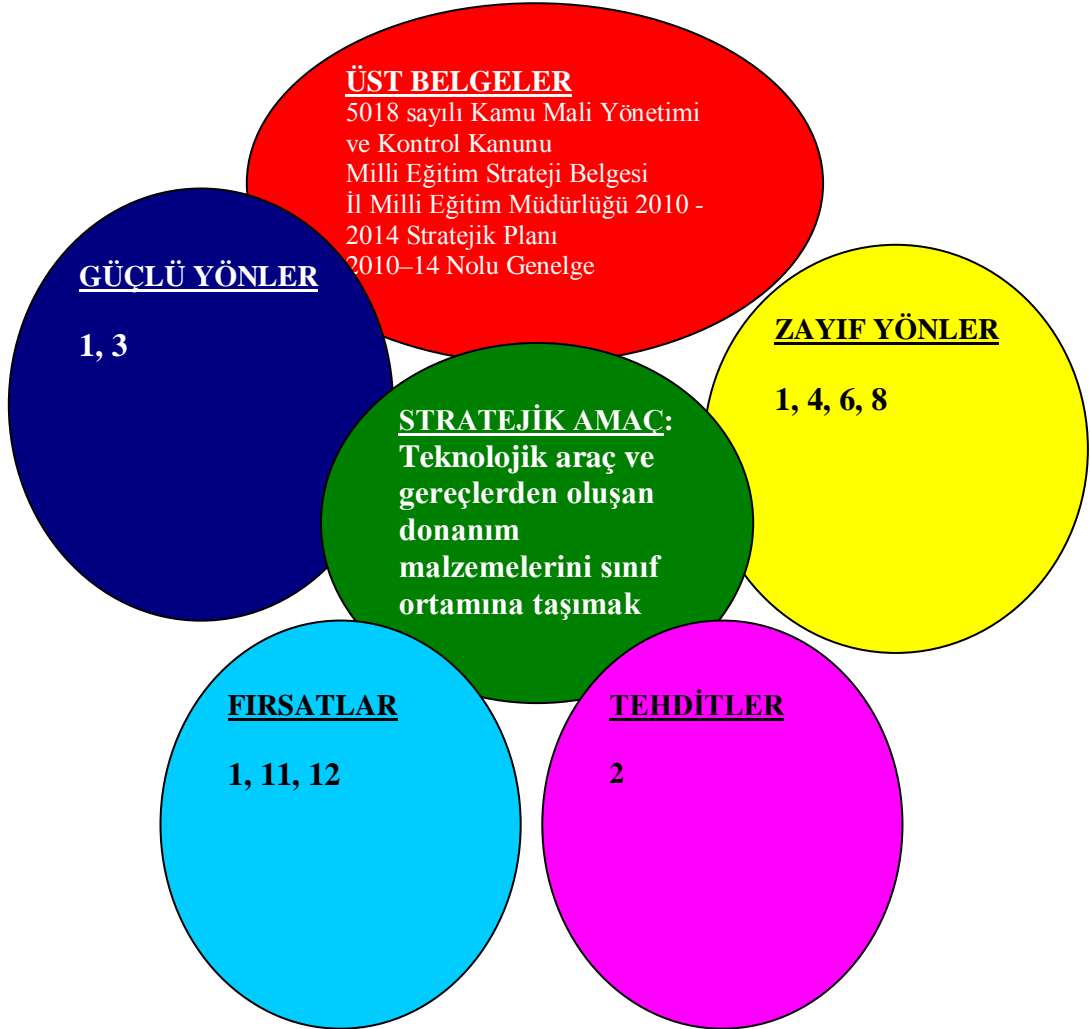 ÜST BELGELER
5018 sayılı Kamu Mali Yönetimi
ve Kontrol Kanunu
Milli Eğitim Strateji Belgesi
İl Milli Eğitim Müdürlüğü 2010 -
2014 Stratejik Planı
2010–14 Nolu Genelge
GÜÇLÜ YÖNLER
1, 3
ZAYIF YÖNLER
1, 4, 6, 8
STRATEJİK AMAÇ:
Teknolojik araç ve
gereçlerden oluşan
donanım
malzemelerini sınıf
ortamına taşımak
FIRSATLAR
1, 11, 12
TEHDİTLER
2